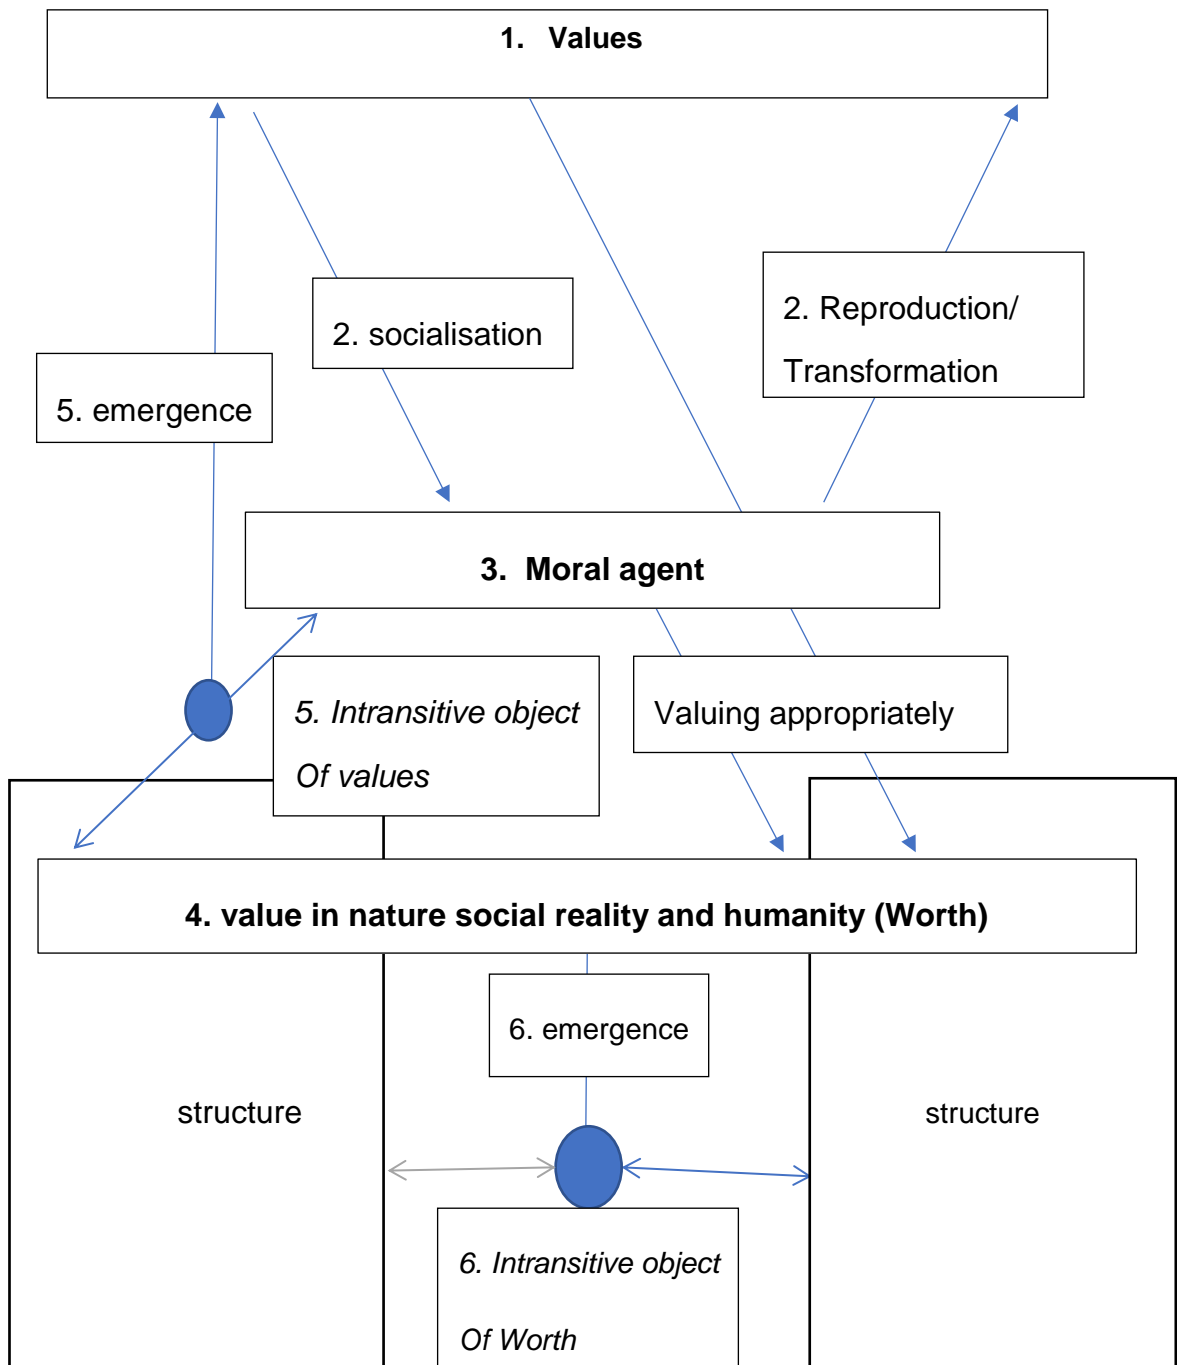 1. Values
2. socialisation
2. Reproduction/
Transformation
5. emergence
3. Moral agent
5. Intransitive object
Of values
Valuing appropriately
4. value in nature social reality and humanity (Worth)
6. emergence
structure
structure
6. Intransitive object
Of Worth